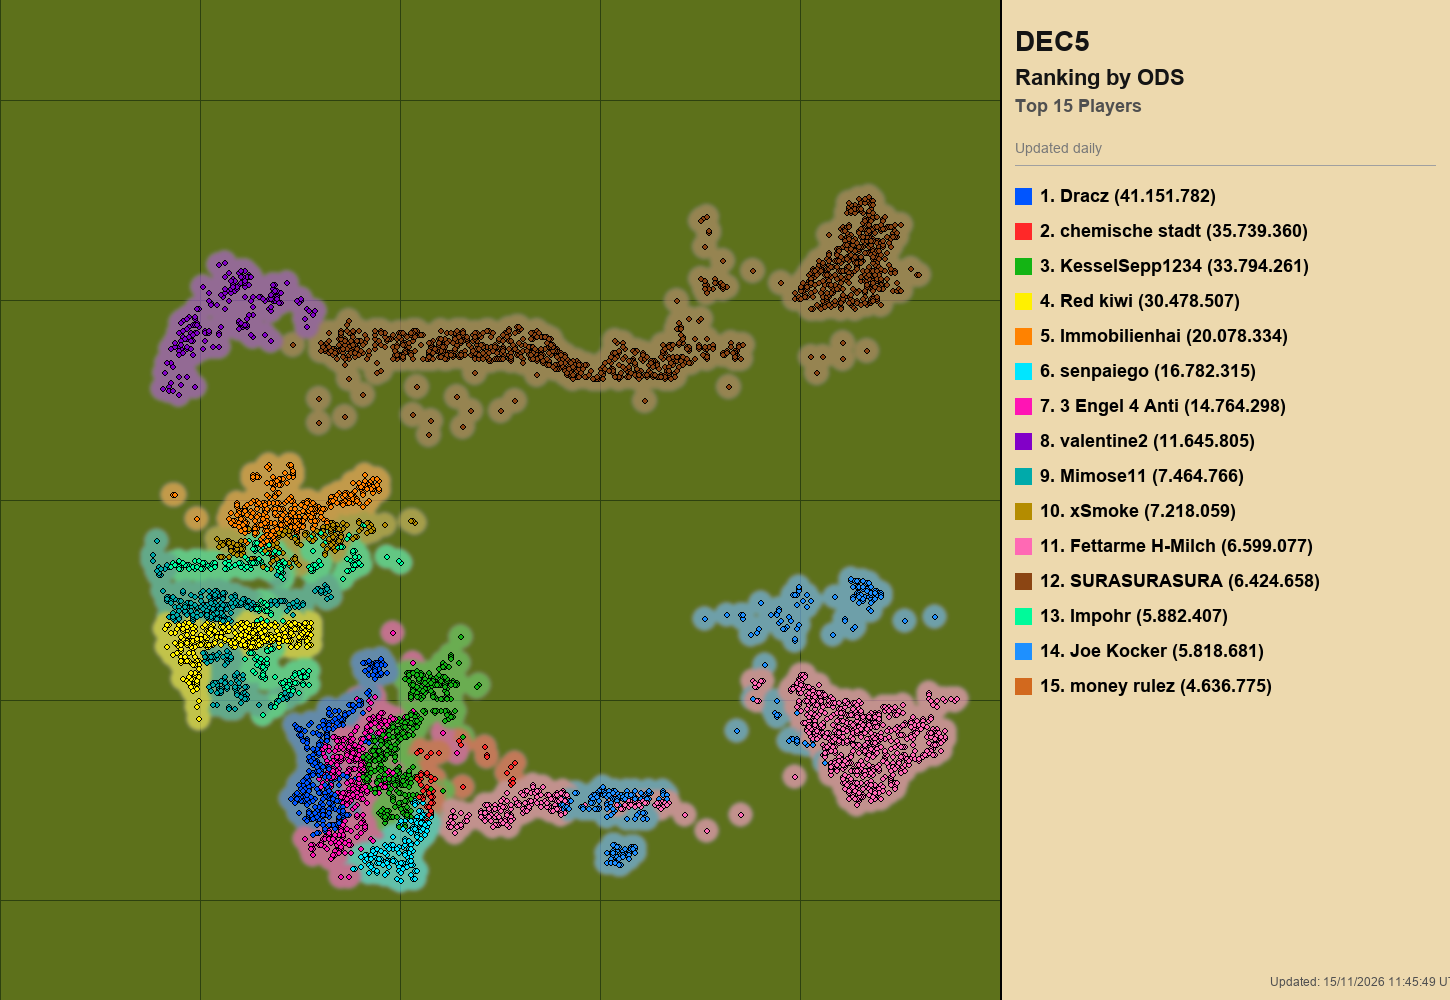 DEC5
Ranking by ODS
Top 15 Players
Updated daily
1. Dracz (41.151.782)
2. chemische stadt (35.739.360)
3. KesselSepp1234 (33.794.261)
4. Red kiwi (30.478.507)
5. Immobilienhai (20.078.334)
6. senpaiego (16.782.315)
7. 3 Engel 4 Anti (14.764.298)
8. valentine2 (11.645.805)
9. Mimose11 (7.464.766)
10. xSmoke (7.218.059)
11. Fettarme H-Milch (6.599.077)
12. SURASURASURA (6.424.658)
13. Impohr (5.882.407)
14. Joe Kocker (5.818.681)
15. money rulez (4.636.775)
Updated: 15/11/2026 11:45:49 U